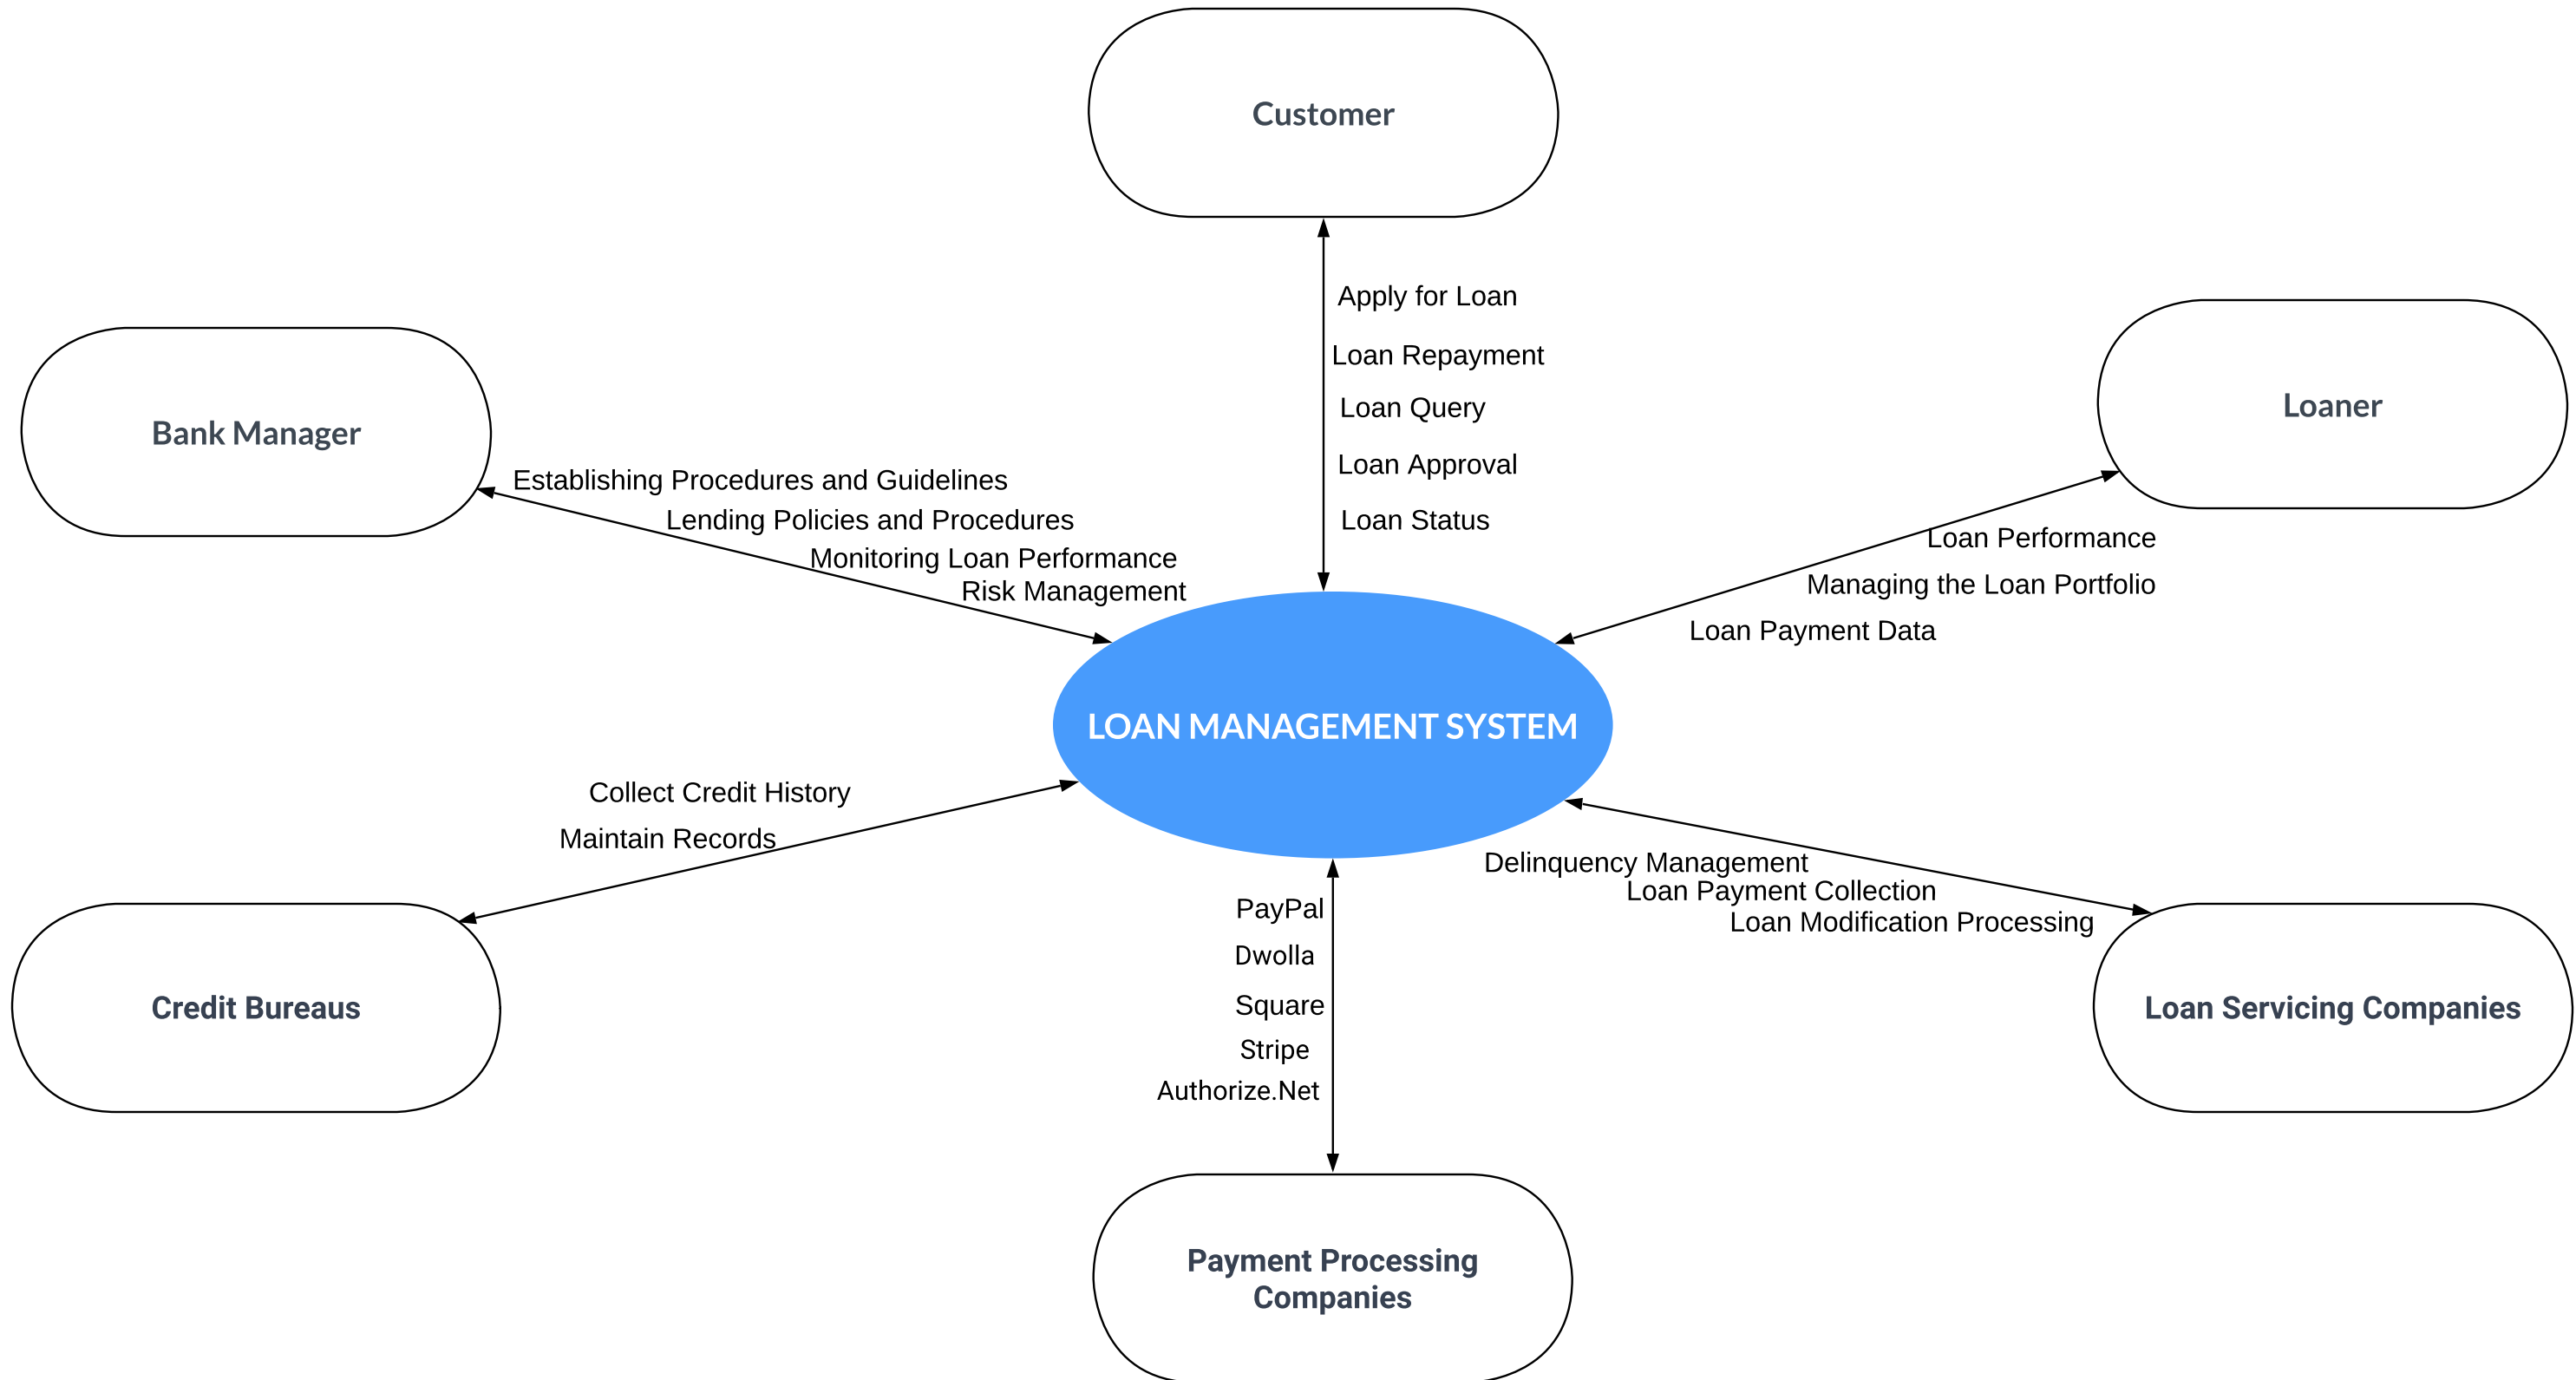 Customer
Apply for Loan
Loan Repayment
Loan Query
Loan Approval
Loan Status
Bank Manager
Establishing Procedures and Guidelines
Lending Policies and Procedures
Monitoring Loan Performance
Risk Management
Loaner
Loan Performance
Managing the Loan Portfolio
Loan Payment Data
LOAN MANAGEMENT SYSTEM
Collect Credit History
Maintain Records
Credit Bureaus
PayPal
Dwolla
Square
Stripe
Authorize.Net
Payment Processing
Companies
Delinquency Management
Loan Payment Collection
Loan Modification Processing
Loan Servicing Companies